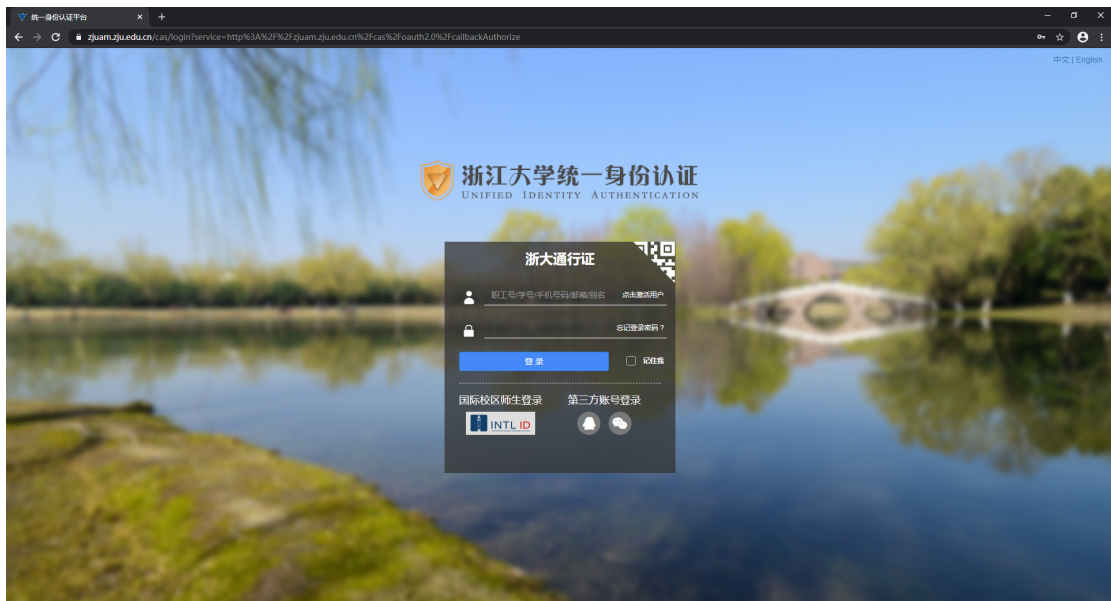 统一身份认证平台
zjuam.zju.edu.cn/cas/login?service=http%3A%2F%2Fzjuam.zju.edu.cn%2Fcas%2Foauth2.0%2FcallbackAuthorize
中文 | English
浙江大学统一身份认证
UNIFIED IDENTITY AUTHENTICATION
浙大通行证
职工号/学号/手机号码/邮箱/别名 点击激活用户
忘记登录密码？
登录 记住我
国际校区师生登录 第三方账号登录
INTL ID